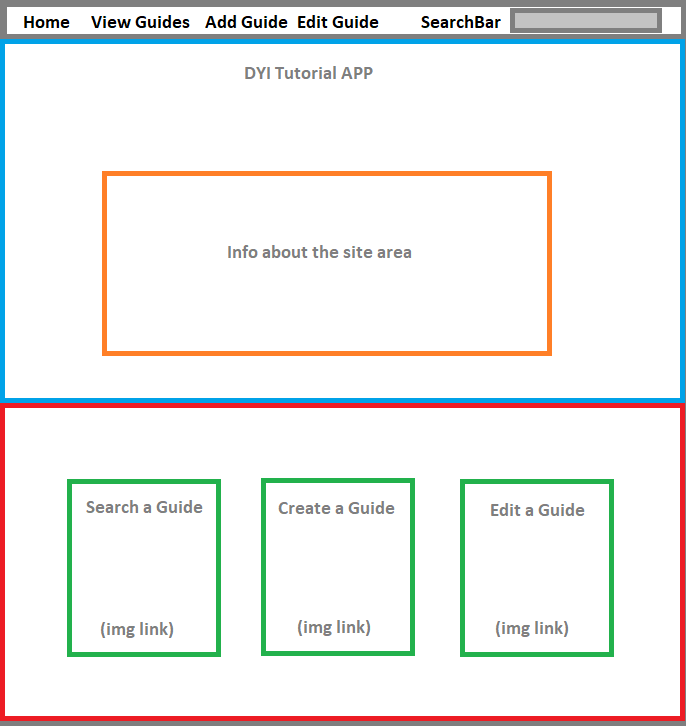 Home View Guides Add Guide Edit Guide SearchBar
DYI Tutorial APP
Info about the site area
Search a Guide Create a Guide Edit a Guide
(img link) (img link) (img link)